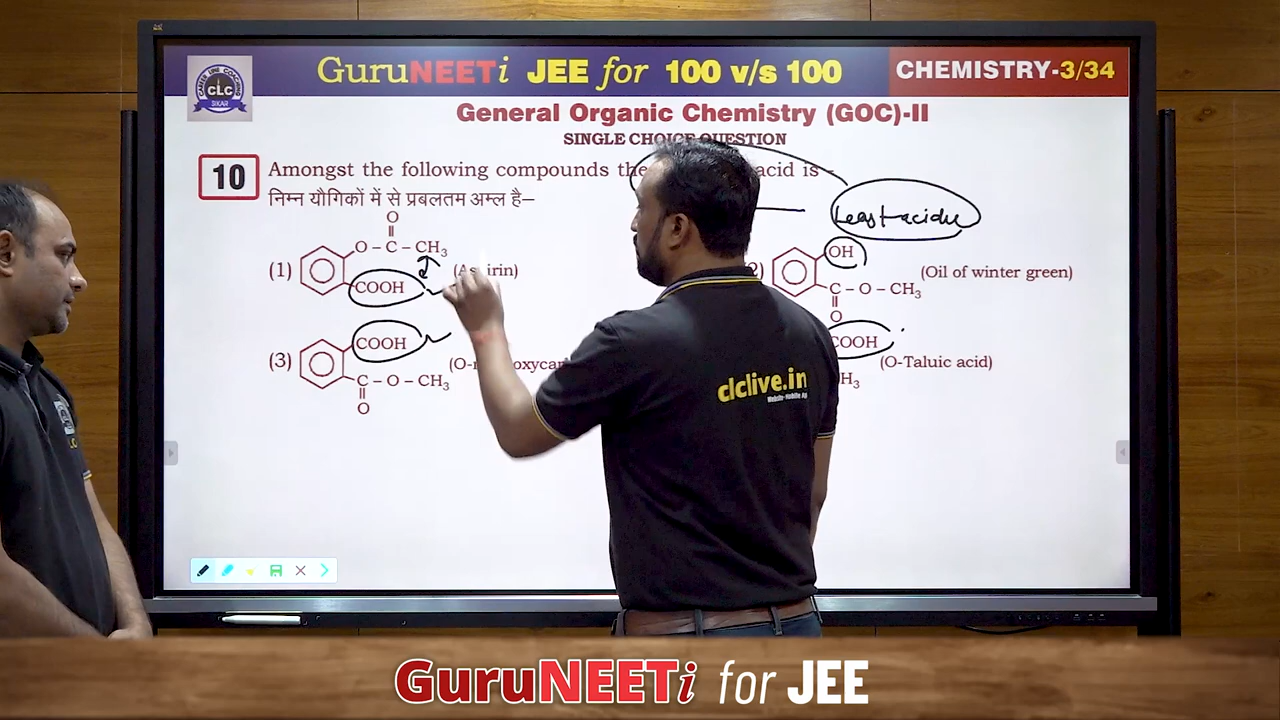 GuruNEETi JEE for 100 v/s 100
CHEMISTRY-3/34
CLC
SIKAR
General Organic Chemistry (GOC)-II
SINGLE CHOICE QUESTION
10 Amongst the following compounds the acid is -
निम्न यौगिकों में से प्रबलतम अम्ल है–
Least acidic
(1) O – C – CH3
O
COOH
(Aspirin)
OH
C – O – CH3
O
(Oil of winter green)
(3) COOH
C – O – CH3
O
COOH
(O-Taluic acid)
clclive.in
GuruNEETi for JEE